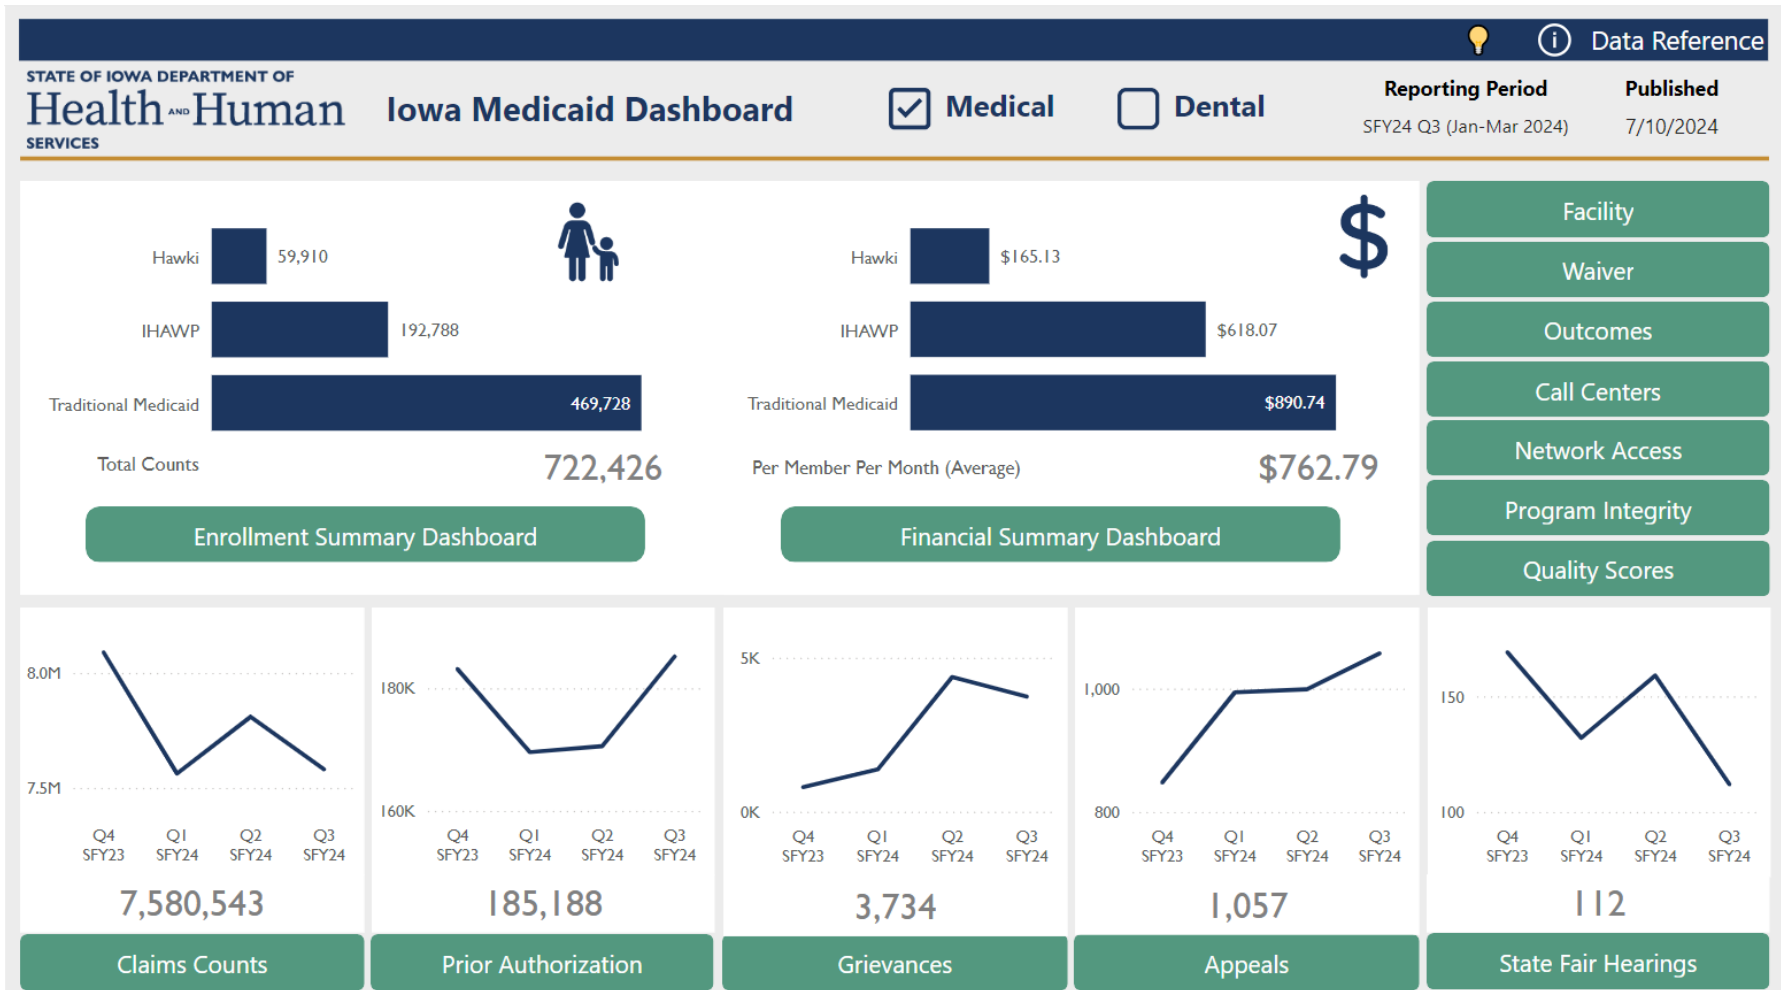 Data Reference
STATE OF IOWA DEPARTMENT OF
Health AND Human
SERVICES
Iowa Medicaid Dashboard
Medical
Dental
Reporting Period
SFY24 Q3 (Jan-Mar 2024)
Published
7/10/2024
Hawki
59,910
IHAWP
192,788
Traditional Medicaid
469,728
Total Counts
722,426
Enrollment Summary Dashboard
$
Hawki
$165.13
IHAWP
$618.07
Traditional Medicaid
$890.74
Per Member Per Month (Average)
$762.79
Financial Summary Dashboard
Facility
Waiver
Outcomes
Call Centers
Network Access
Program Integrity
Quality Scores
8.0M
7.5M
Q4 Q1 Q2 Q3
SFY23 SFY24 SFY24 SFY24
7,580,543
Claims Counts
180K
160K
Q4 Q1 Q2 Q3
SFY23 SFY24 SFY24 SFY24
185,188
Prior Authorization
5K
0K
Q4 Q1 Q2 Q3
SFY23 SFY24 SFY24 SFY24
3,734
Grievances
1,000
800
Q4 Q1 Q2 Q3
SFY23 SFY24 SFY24 SFY24
1,057
Appeals
150
100
Q4 Q1 Q2 Q3
SFY23 SFY24 SFY24 SFY24
112
State Fair Hearings